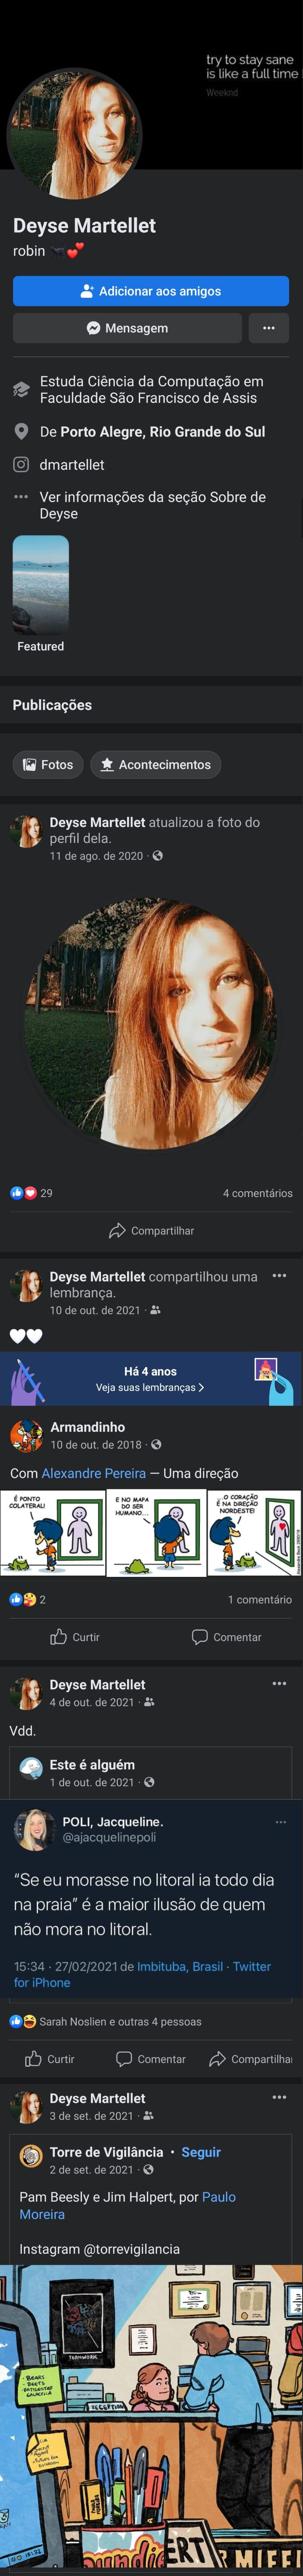 try to stay sane
is like a full time
Weeknd
Deyse Martellet
robin
Adicionar aos amigos
Mensagem
Estuda Ciência da Computação em
Faculdade São Francisco de Assis
De Porto Alegre, Rio Grande do Sul
dmartellet
Ver informações da seção Sobre de
Deyse
Featured
Publicações
Fotos
Acontecimentos
Deyse Martellet atualizou a foto do
perfil dela.
11 de ago. de 2020 ·
29
4 comentários
Compartilhar
Deyse Martellet compartilhou uma
lembrança.
10 de out. de 2021 ·
Há 4 anos
Veja suas lembranças
Armandinho
10 de out. de 2018 ·
Com Alexandre Pereira — Uma direção
É PONTO
COLATERAL!
E NO MAPA
DO SER
HUMANO...
...O CORAÇÃO
É NA DIREÇÃO
NORDESTE!
2
1 comentário
Curtir
Comentar
Deyse Martellet
4 de out. de 2021 ·
Vdd.
Este é alguém
1 de out. de 2021 ·
POLI, Jacqueline.
@ajacquelinepoli
“Se eu morasse no litoral ia todo dia
na praia” é a maior ilusão de quem
não mora no litoral.
15:34 · 27/02/2021 de Imbituba, Brasil · Twitter
for iPhone
Sarah Noslien e outras 4 pessoas
Curtir
Comentar
Compartilhar
Deyse Martellet
3 de set. de 2021 ·
Torre de Vigilância · Seguir
2 de set. de 2021 ·
Pam Beesly e Jim Halpert, por Paulo
Moreira
Instagram @torrevigilancia
TEAMWORK
- BEARS
- BEETS
- BATTLESTAR
GALACTICA
RECEPTION